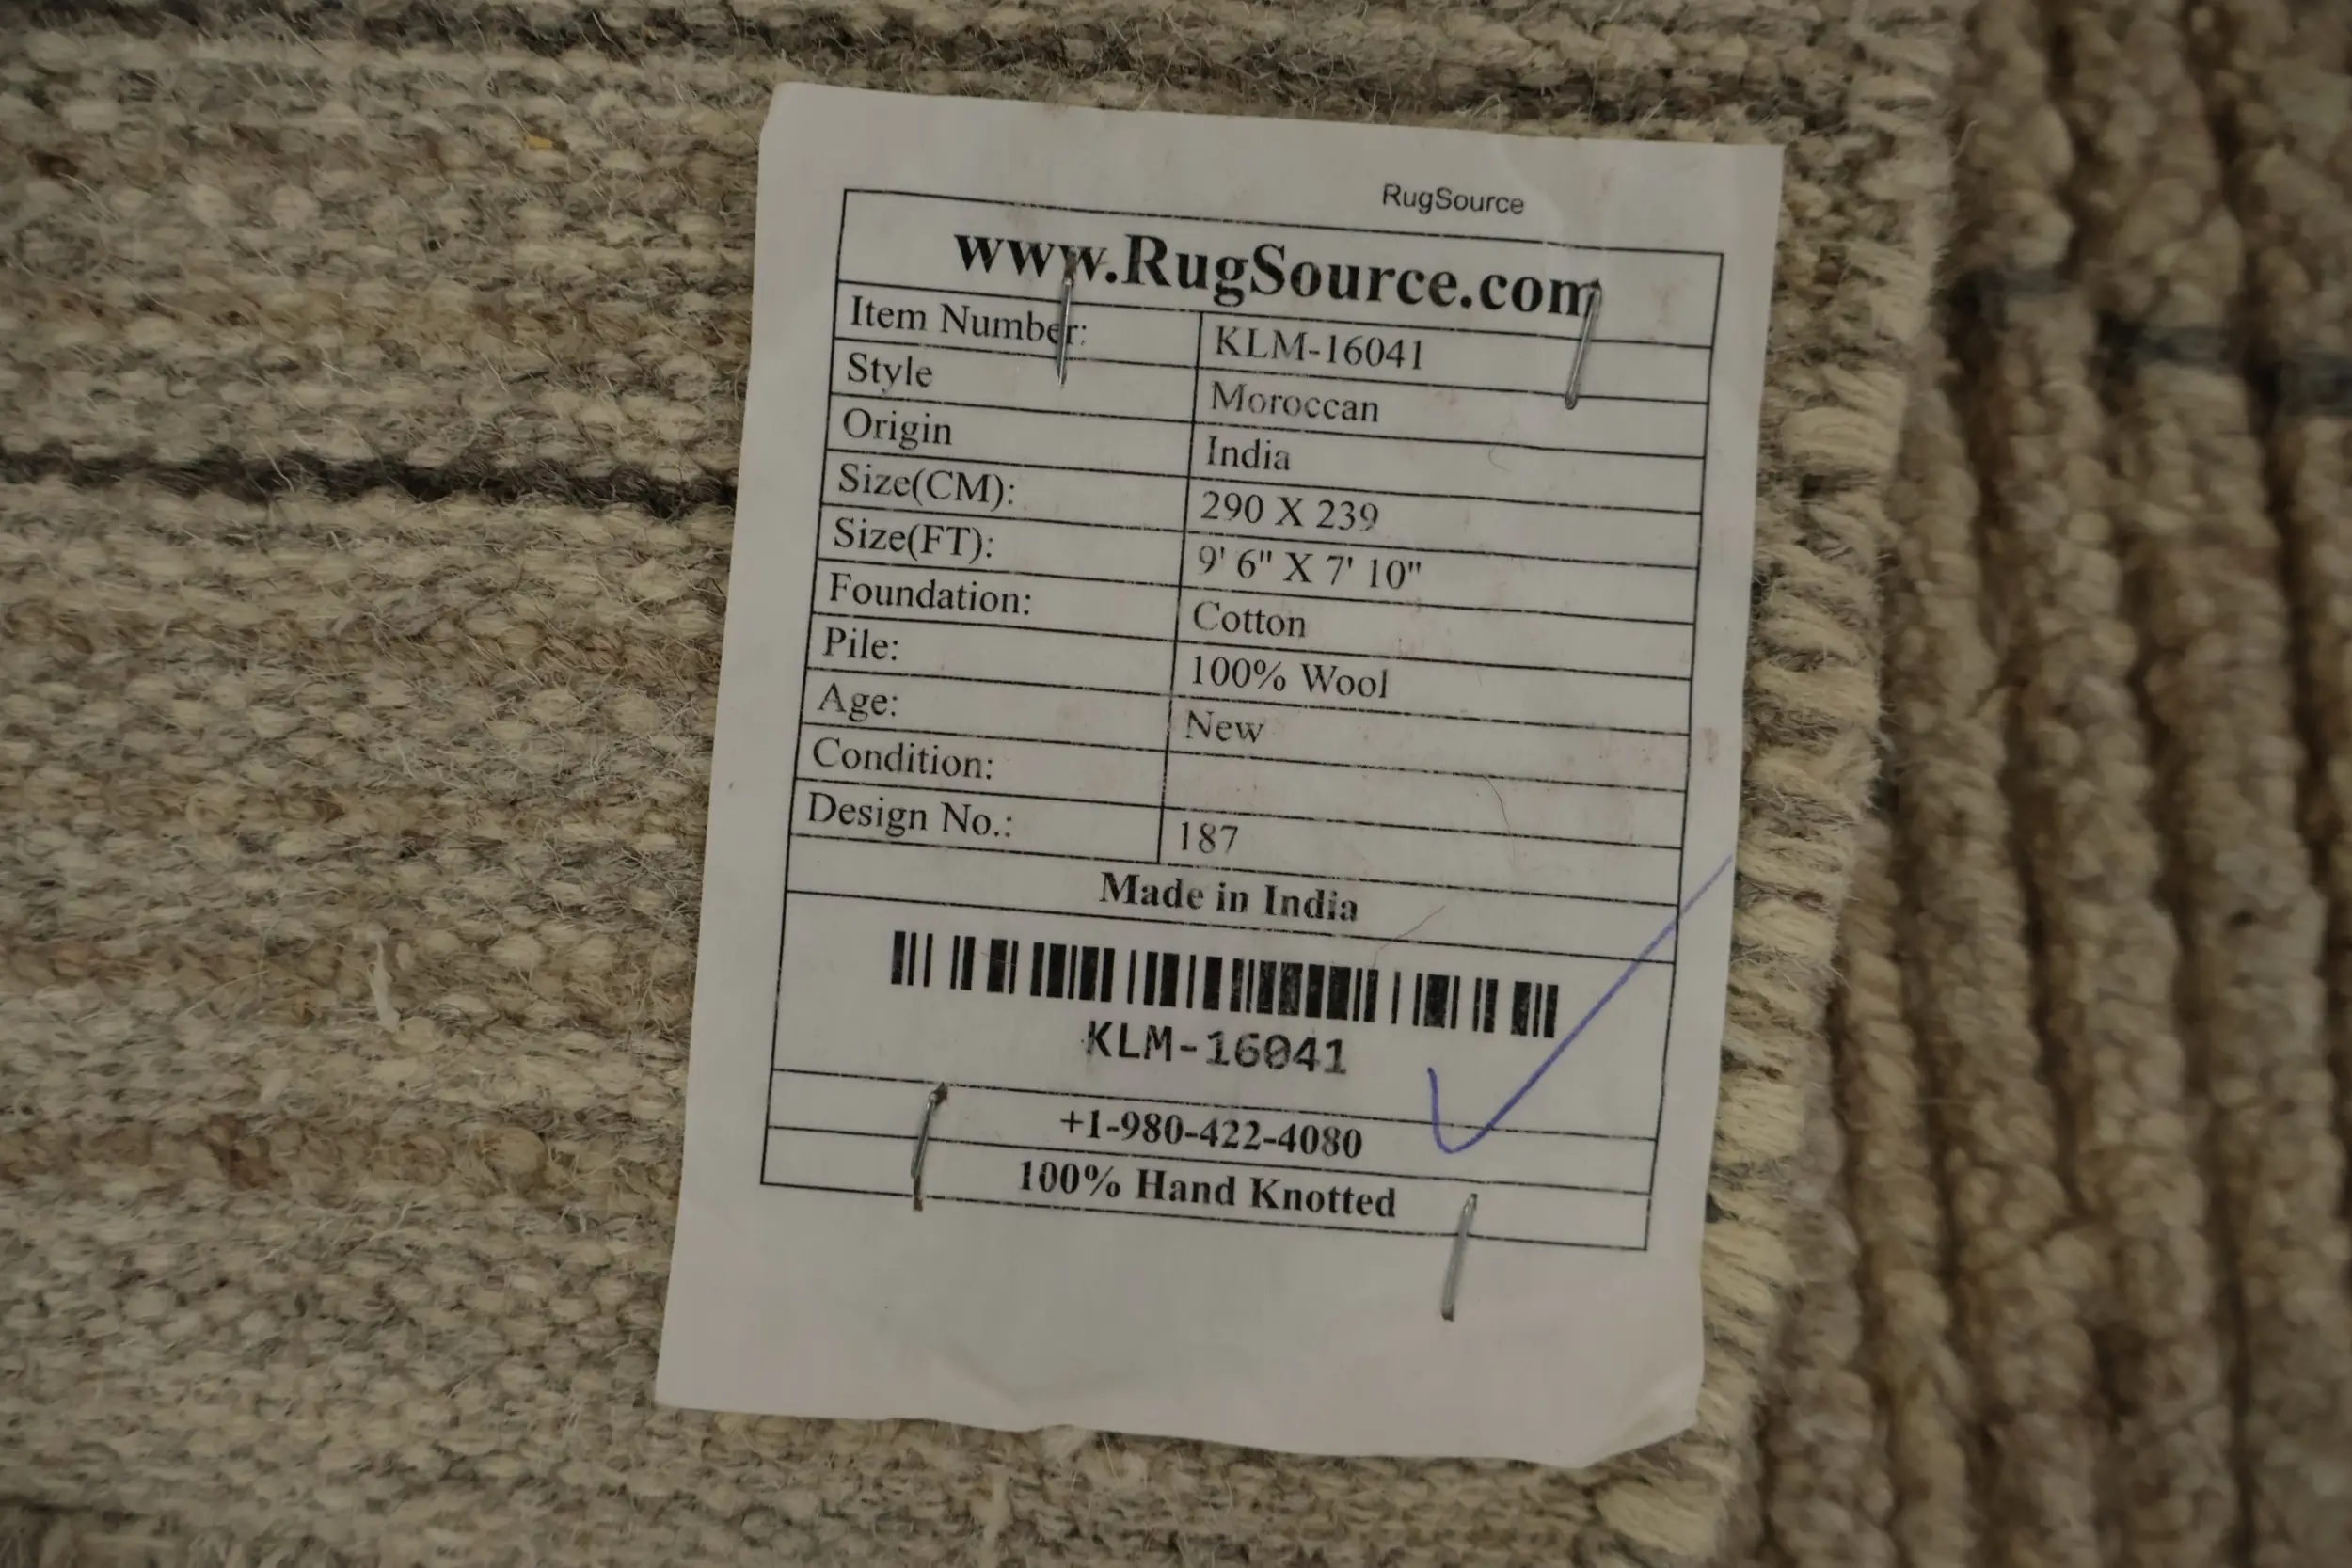 RugSource
www.RugSource.com
Item Number: KLM-16041
Style Moroccan
Origin India
Size(CM): 290 X 239
Size(FT): 9' 6" X 7' 10"
Foundation: Cotton
Pile: 100% Wool
Age: New
Condition:
Design No.: 187
Made in India
KLM-16041
+1-980-422-4080
100% Hand Knotted